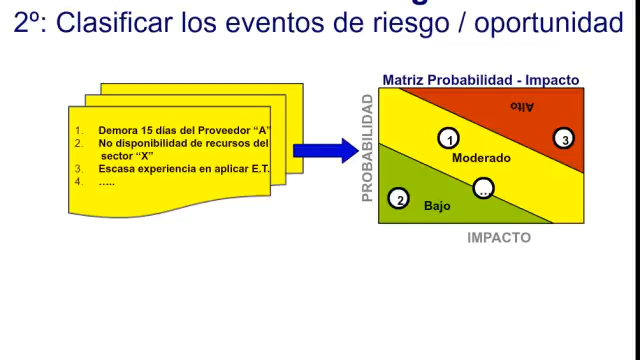 2º: Clasificar los eventos de riesgo / oportunidad
1. Demora 15 dias del Proveedor “A”
2. No disponibilidad de recursos del
sector “X”
3. Escasa experiencia en aplicar E.T.
4. …..
Matriz Probabilidad - Impacto
PROBABILIDAD
Alto
1
3
Moderado
...
2
Bajo
IMPACTO